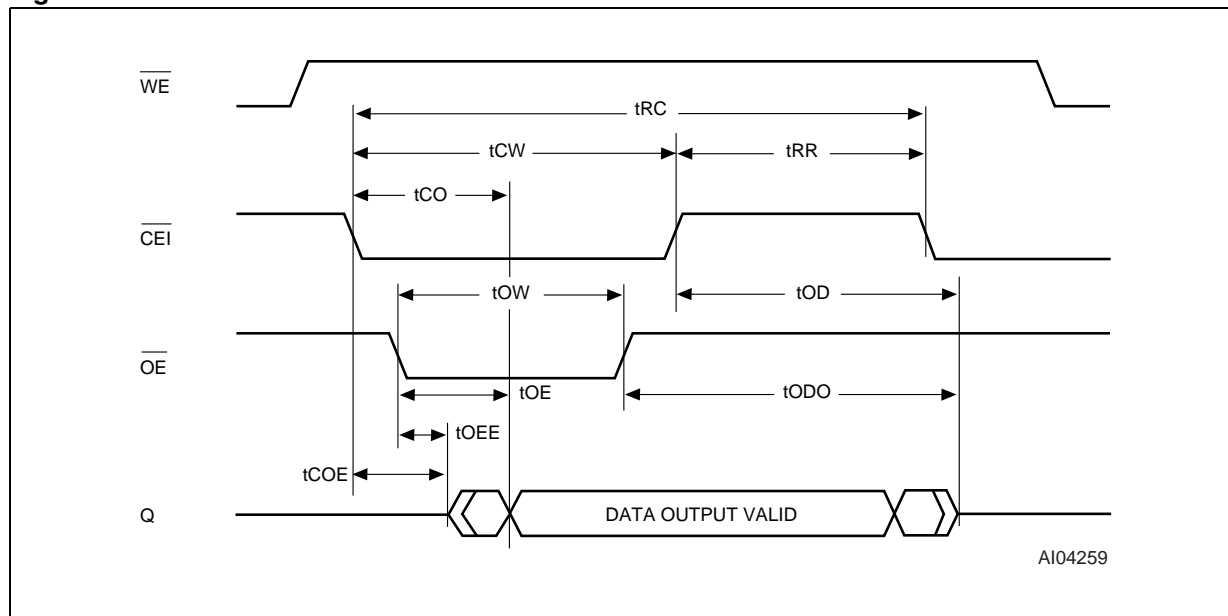 WE
tRC
tCW
tRR
tCO
CEI
tOW
tOD
OE
tOE
tODO
tOEE
tCOE
Q
DATA OUTPUT VALID
AI04259